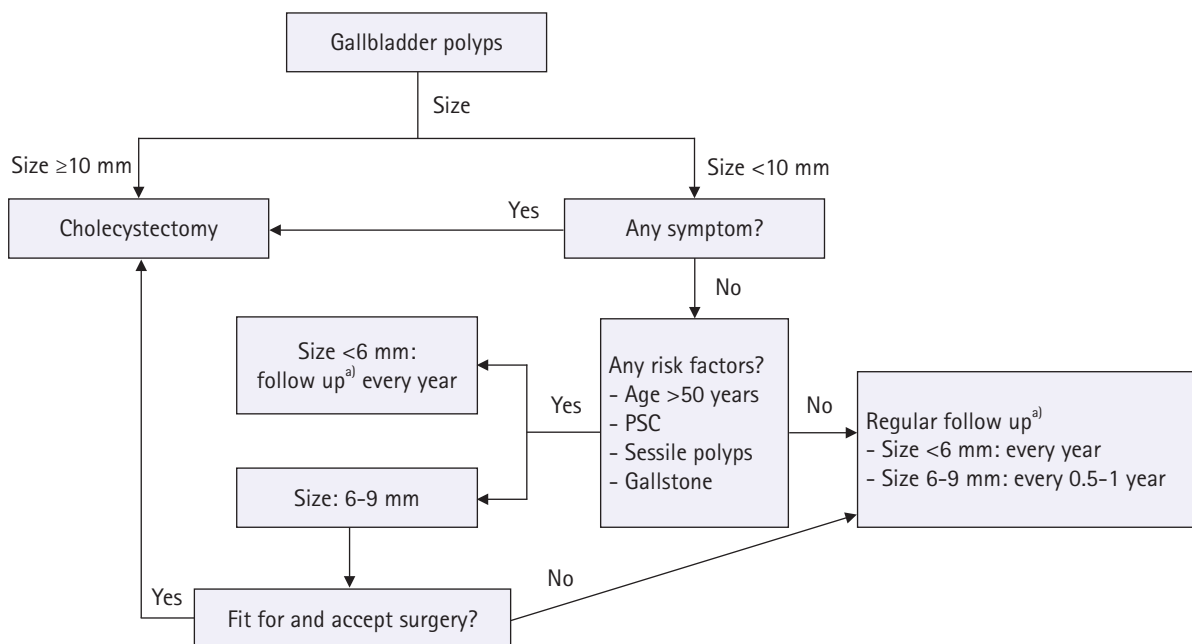 Gallbladder polyps
Size
Size ≥10 mm
Size <10 mm
Cholecystectomy
Yes
Any symptom?
No
Size <6 mm:
follow up^a) every year
Yes
Any risk factors?
- Age >50 years
- PSC
- Sessile polyps
- Gallstone
No
Regular follow up^a)
- Size <6 mm: every year
- Size 6-9 mm: every 0.5-1 year
Size: 6-9 mm
Yes
Fit for and accept surgery?
No